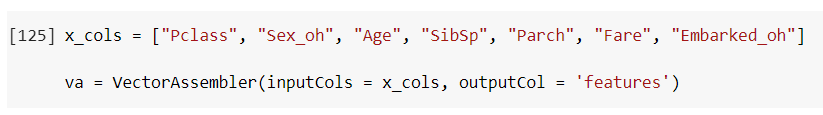 [125] x_cols = ["Pclass", "Sex_oh", "Age", "SibSp", "Parch", "Fare", "Embarked_oh"]
va = VectorAssembler(inputCols = x_cols, outputCol = 'features')